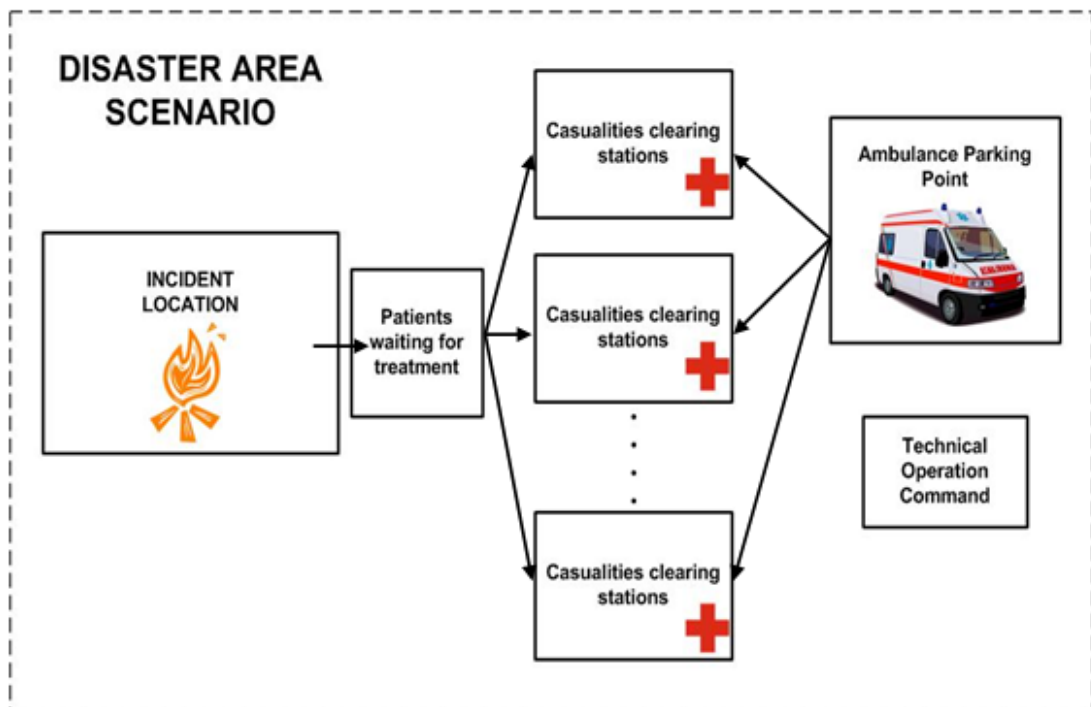 DISASTER AREA
SCENARIO
INCIDENT
LOCATION
Patients
waiting for
treatment
Casualities clearing
stations
Casualities clearing
stations
Casualities clearing
stations
Ambulance Parking
Point
Technical
Operation
Command